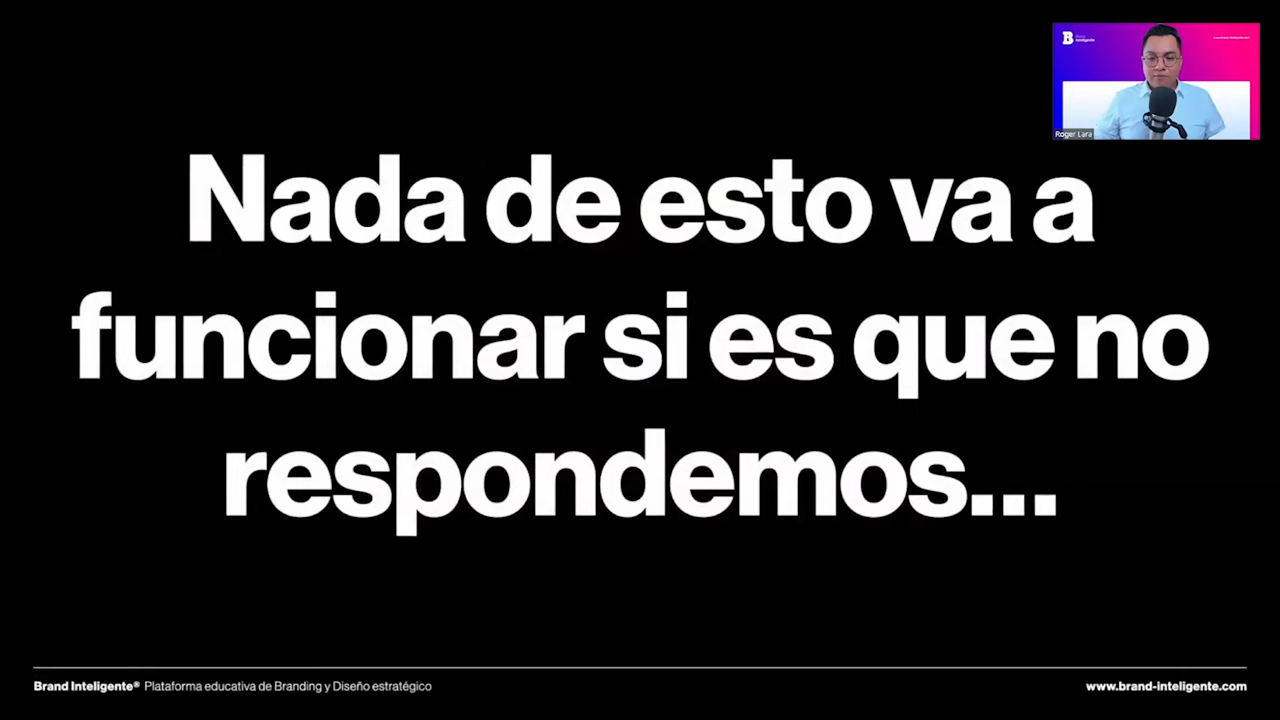 Nada de esto va a
funcionar si es que no
respondemos...
Roger Lara
Brand Inteligente® Plataforma educativa de Branding y Diseño estratégico
www.brand-inteligente.com